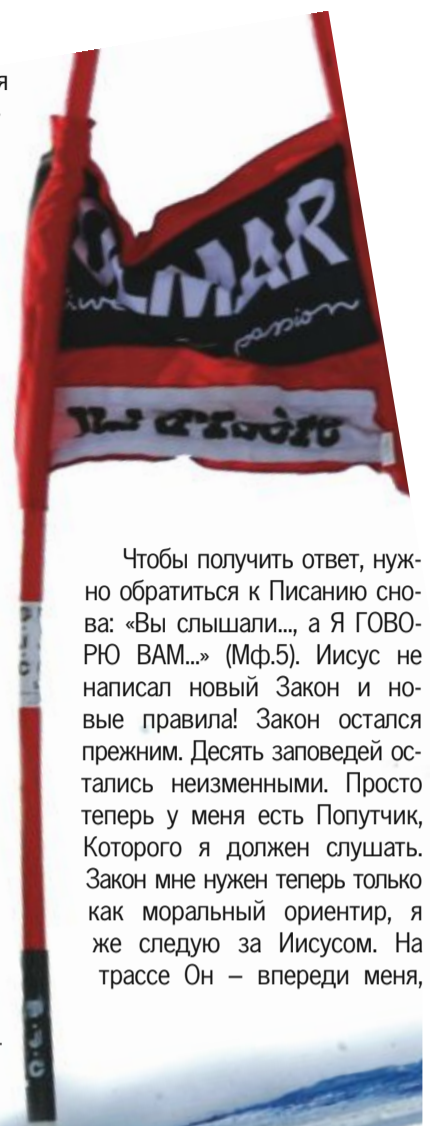 я
OLMAR
passion
Чтобы получить ответ, нуж-
но обратиться к Писанию сно-
ва: «Вы слышали..., а Я ГОВО-
РЮ ВАМ...» (Мф.5). Иисус не
написал новый Закон и но-
вые правила! Закон остался
прежним. Десять заповедей ос-
тались неизменными. Просто
теперь у меня есть Попутчик,
Которого я должен слушать.
Закон мне нужен теперь только
как моральный ориентир, я
же следую за Иисусом. На
трассе Он – впереди меня,